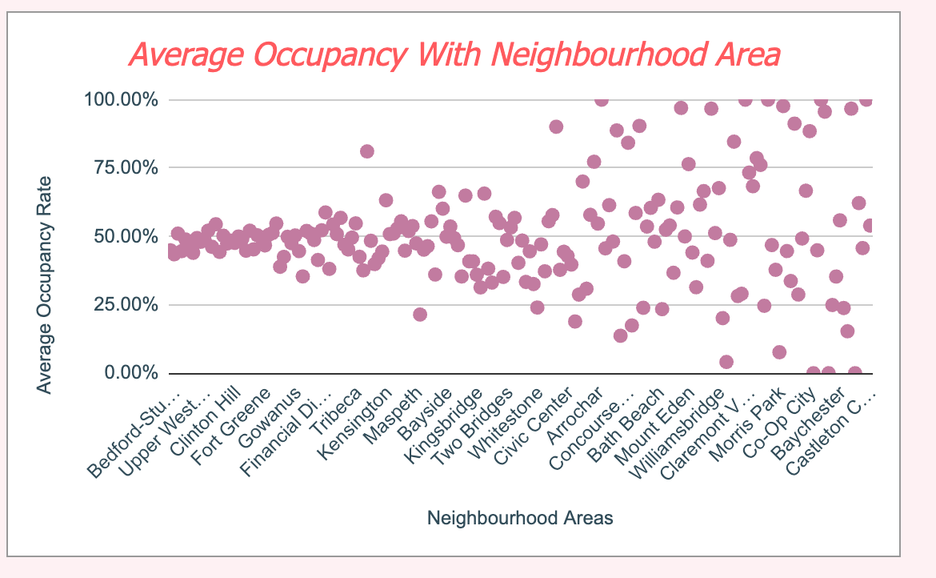 Average Occupancy With Neighbourhood Area
Average Occupancy Rate
100.00%
75.00%
50.00%
25.00%
0.00%
Bedford-Stu…
Upper West…
Clinton Hill
Fort Greene
Gowanus
Financial Di…
Tribeca
Kensington
Maspeth
Bayside
Kingsbridge
Two Bridges
Whitestone
Civic Center
Arrochar
Concourse…
Bath Beach
Mount Eden
Williamsbridge
Claremont V…
Morris Park
Co-Op City
Baychester
Castleton C…
Neighbourhood Areas